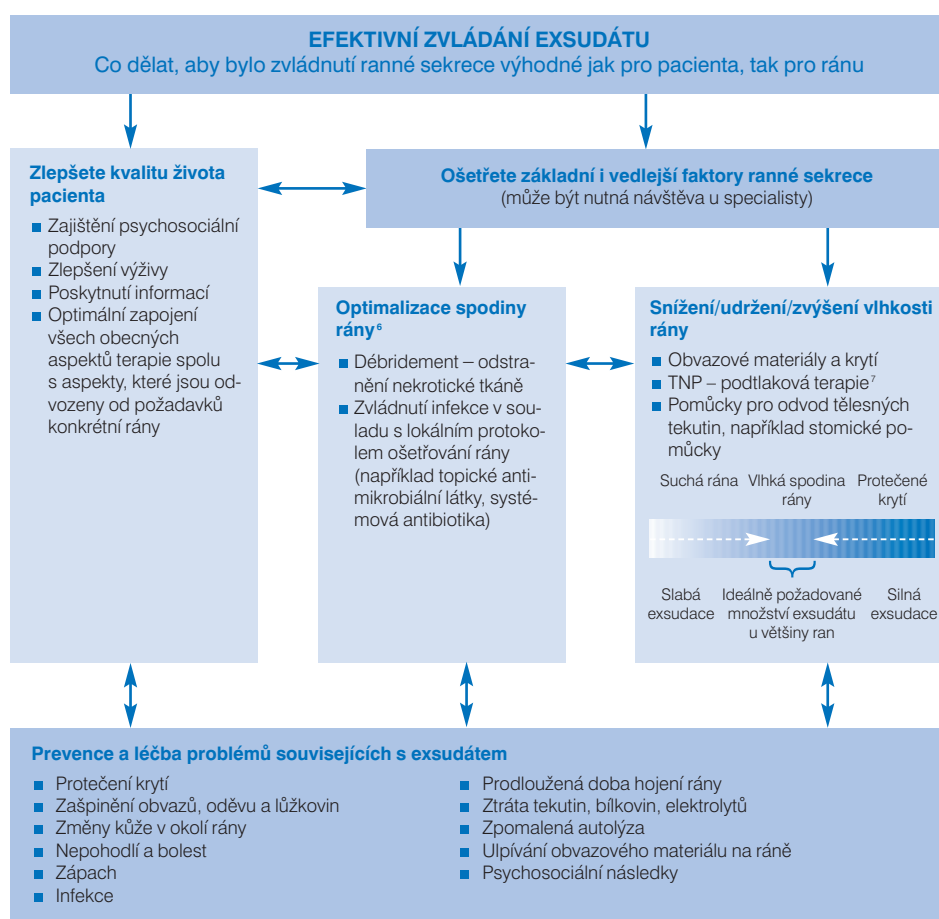 EFEKTIVNÍ ZVLÁDÁNÍ EXSUDÁTU
Co dělat, aby bylo zvládnutí ranné sekrece výhodné jak pro pacienta, tak pro ránu
Zlepšete kvalitu života
pacienta
Zajištění psychosociální
podpory
Zlepšení výživy
Poskytnutí informací
Optimální zapojení
všech obecných
aspektů terapie spolu
s aspekty, které jsou od-
vozeny od požadavků
konkrétní rány
Ošetřete základní i vedlejší faktory ranné sekrece
(může být nutná návštěva u specialisty)
Optimalizace spodiny
rány⁶
Débridement – odstra-
nění nekrotické tkáně
Zvládnutí infekce v sou-
ladu s lokálním protoko-
lem ošetřování rány
(například topické anti-
mikrobiální látky, systé-
mová antibiotika)
Snížení/udržení/zvýšení vlhkosti
rány
Obvazové materiály a krytí
TNP – podtlaková terapie⁷
Pomůcky pro odvod tělesných
tekutin, například stomické po-
můcky
Suchá rána Vlhká spodina Protečené
rány krytí
Slabá Ideálně požadované Silná
exsudace množství exsudátu exsudace
u většiny ran
Prevence a léčba problémů souvisejících s exsudátem
Protečení krytí
Zašpinění obvazů, oděvu a lůžkovin
Změny kůže v okolí rány
Nepohodlí a bolest
Zápach
Infekce
Prodloužená doba hojení rány
Ztráta tekutin, bílkovin, elektrolytů
Zpomalená autolýza
Ulpívání obvazového materiálu na ráně
Psychosociální následky